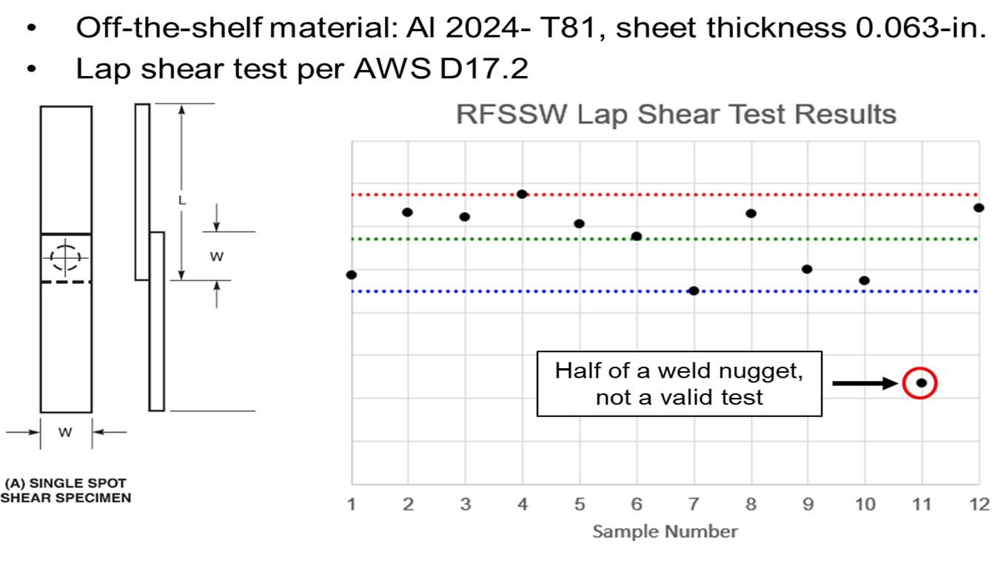 • Off-the-shelf material: Al 2024- T81, sheet thickness 0.063-in.
• Lap shear test per AWS D17.2
RFSSW Lap Shear Test Results
L
W
W
(A) SINGLE SPOT
SHEAR SPECIMEN
Half of a weld nugget,
not a valid test
1 2 3 4 5 6 7 8 9 10 11 12
Sample Number